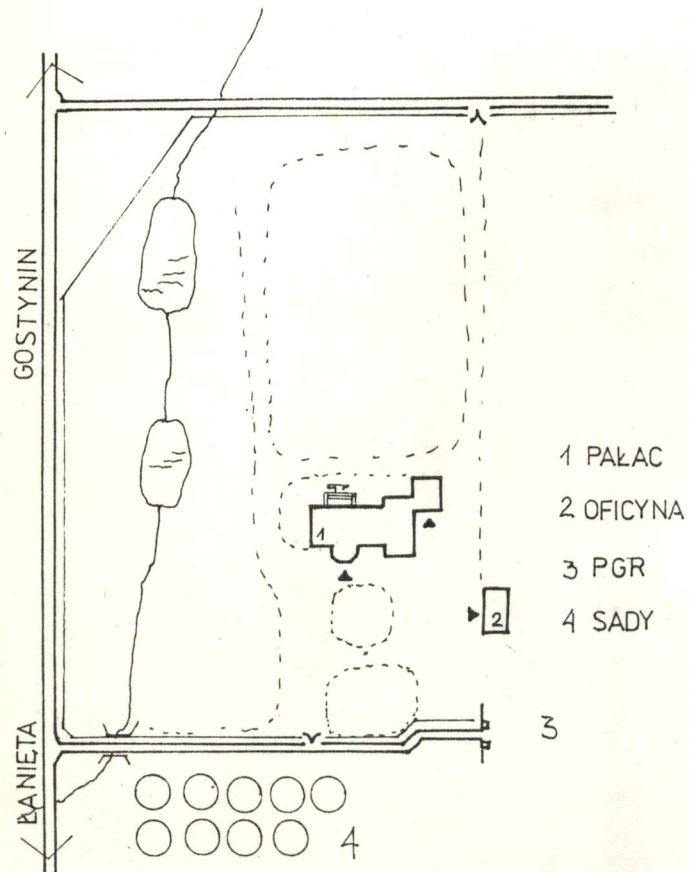 GOSTYNIN
ŁANIĘTA
1 PAŁAC
2 OFICYNA
3 PGR
4 SADY
1
2
3
4